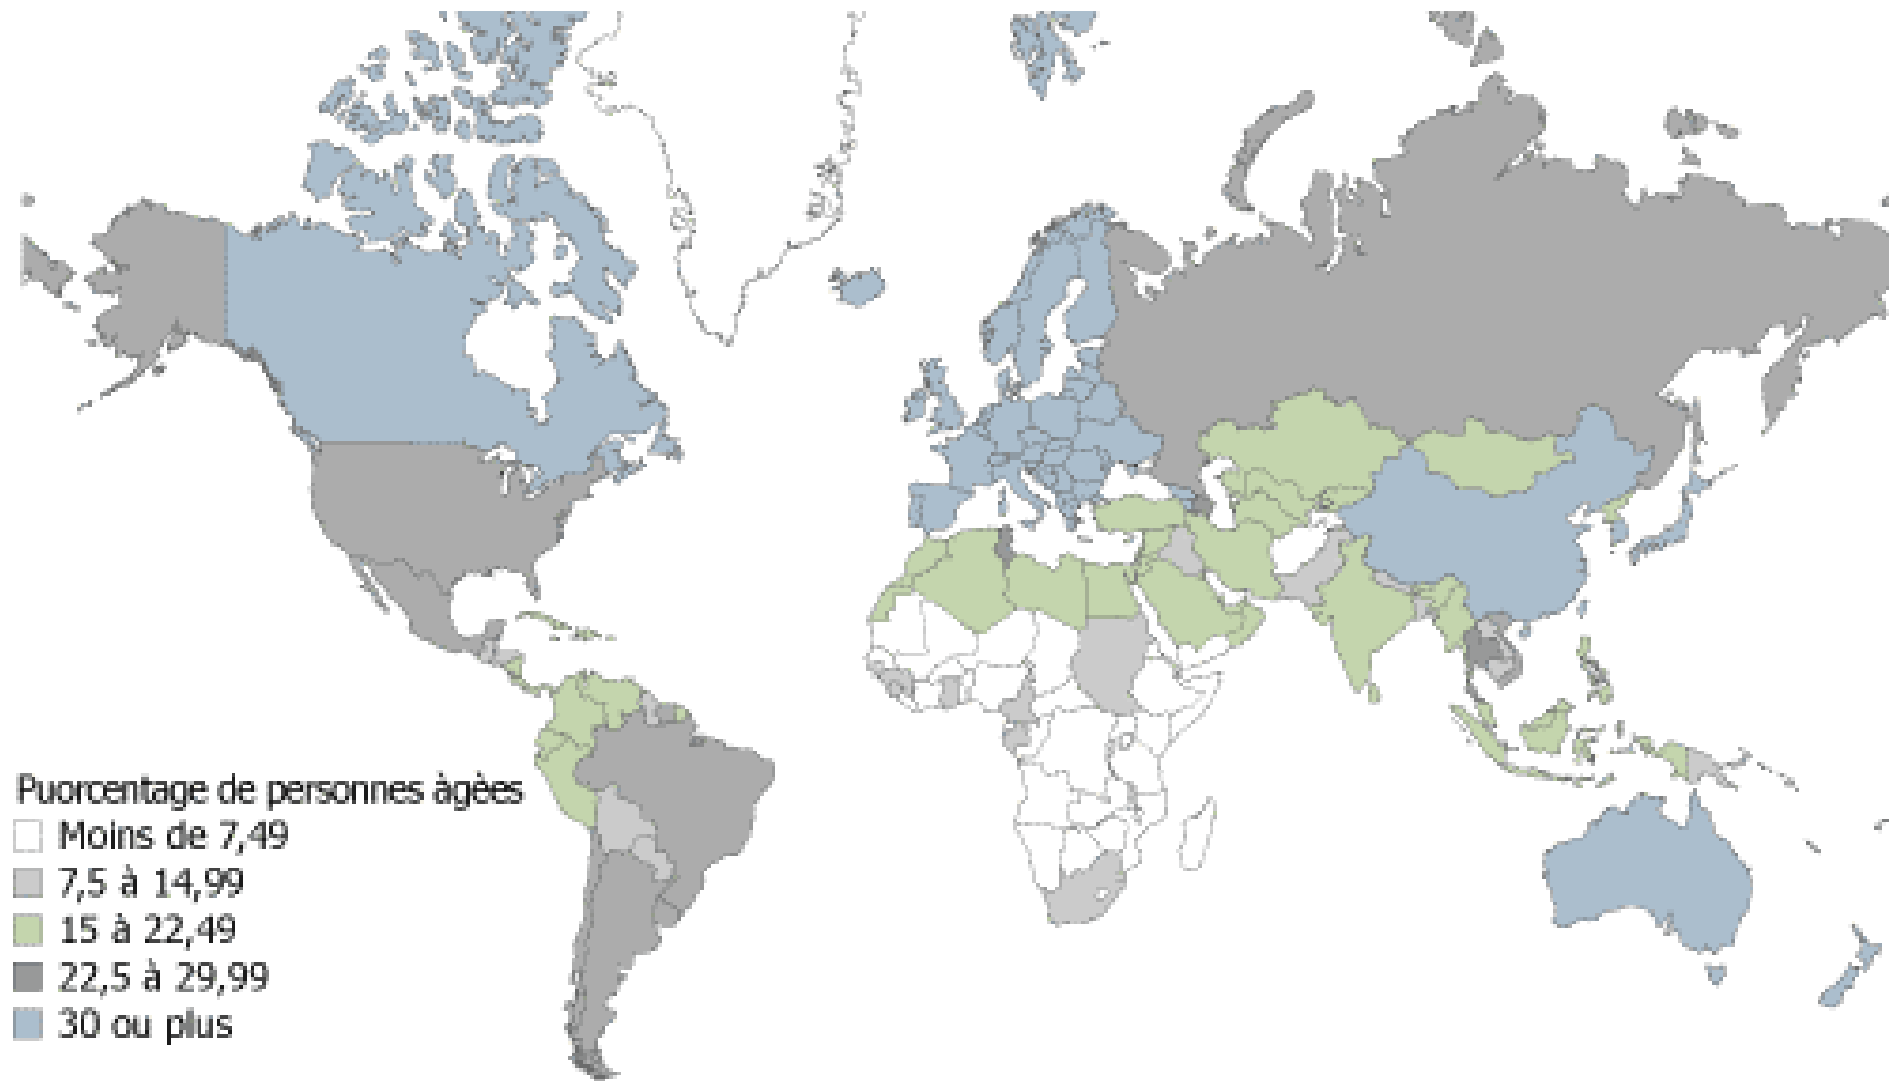 Puorcentage de personnes àgèes
Moins de 7,49
7,5 à 14,99
15 à 22,49
22,5 à 29,99
30 ou plus